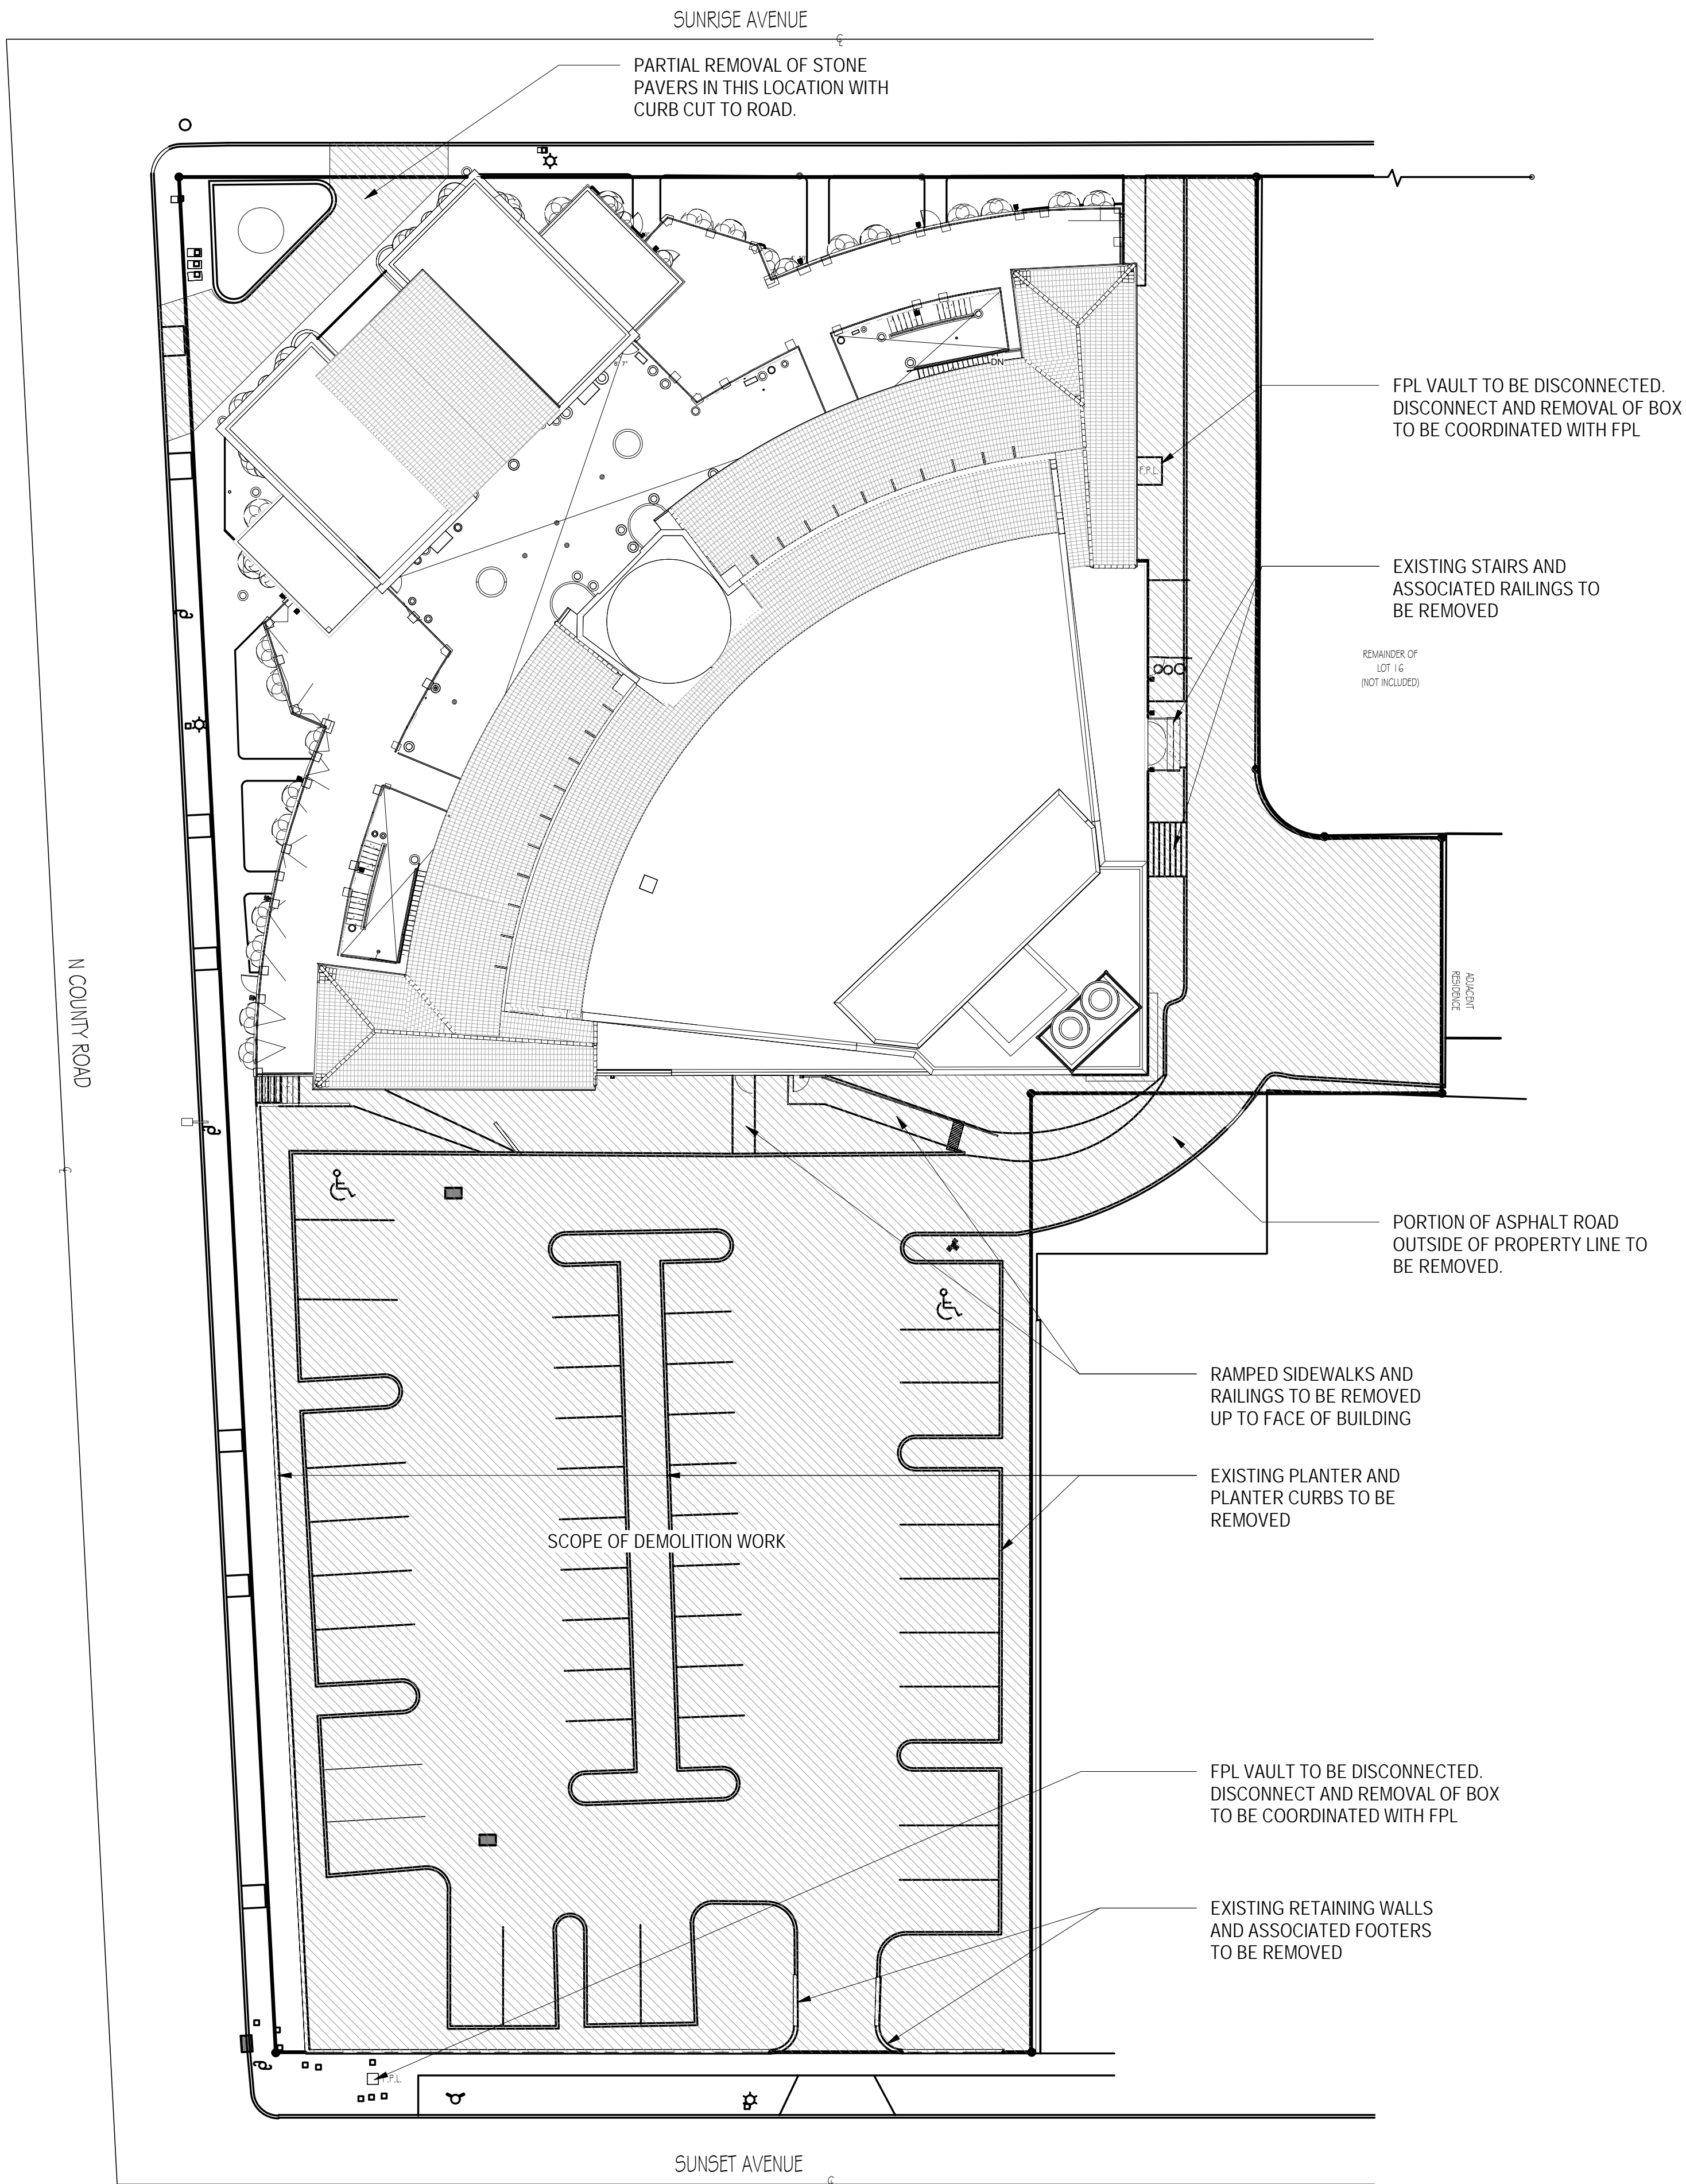 SUNRISE AVENUE
PARTIAL REMOVAL OF STONE
PAVERS IN THIS LOCATION WITH
CURB CUT TO ROAD.
DN
FPL VAULT TO BE DISCONNECTED.
DISCONNECT AND REMOVAL OF BOX
TO BE COORDINATED WITH FPL
F.P.L.
EXISTING STAIRS AND
ASSOCIATED RAILINGS TO
BE REMOVED
REMAINDER OF
LOT 16
(NOT INCLUDED)
N COUNTY ROAD
ADJACENT
RESIDENCE
PORTION OF ASPHALT ROAD
OUTSIDE OF PROPERTY LINE TO
BE REMOVED.
RAMPED SIDEWALKS AND
RAILINGS TO BE REMOVED
UP TO FACE OF BUILDING
EXISTING PLANTER AND
PLANTER CURBS TO BE
REMOVED
SCOPE OF DEMOLITION WORK
FPL VAULT TO BE DISCONNECTED.
DISCONNECT AND REMOVAL OF BOX
TO BE COORDINATED WITH FPL
EXISTING RETAINING WALLS
AND ASSOCIATED FOOTERS
TO BE REMOVED
F.P.L.
SUNSET AVENUE